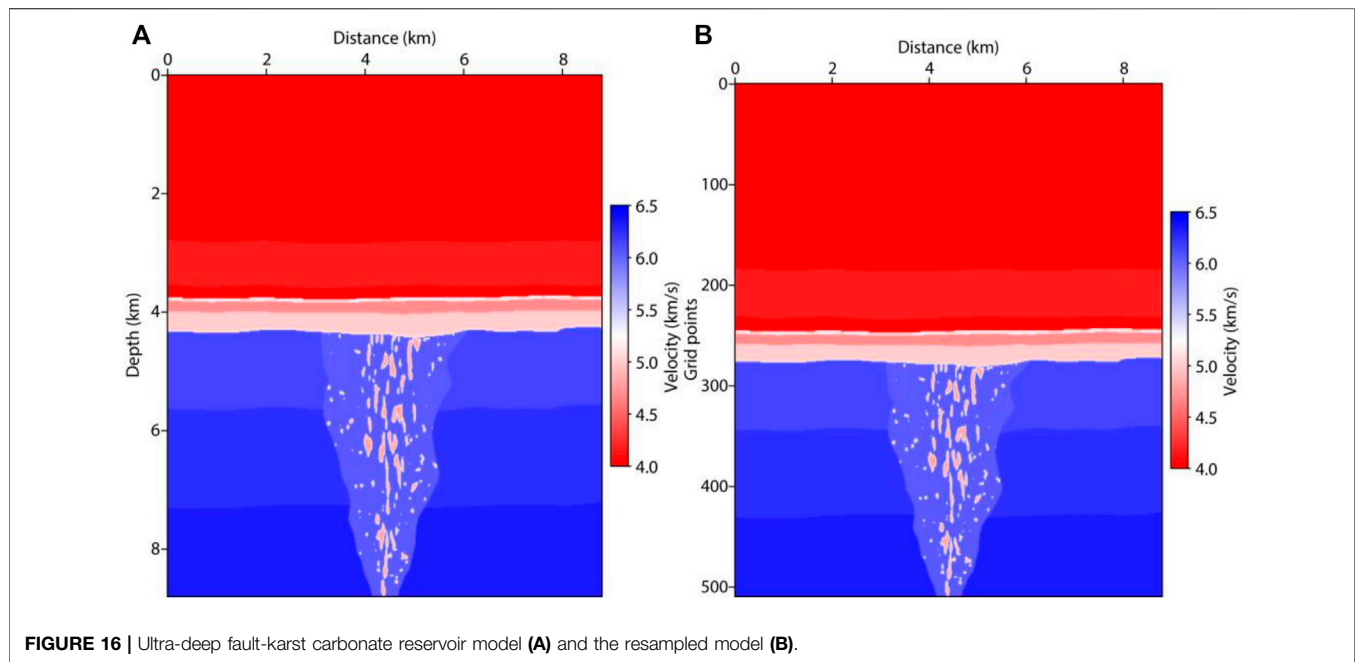 A
Distance (km)
0 2 4 6 8
0
2
4
6
8
Depth (km)
6.5
6.0
5.5
5.0
4.5
4.0
Velocity (km/s)
B
Distance (km)
0 2 4 6 8
0
100
200
300
400
500
Grid points
6.5
6.0
5.5
5.0
4.5
4.0
Velocity (km/s)
FIGURE 16 | Ultra-deep fault-karst carbonate reservoir model (A) and the resampled model (B).